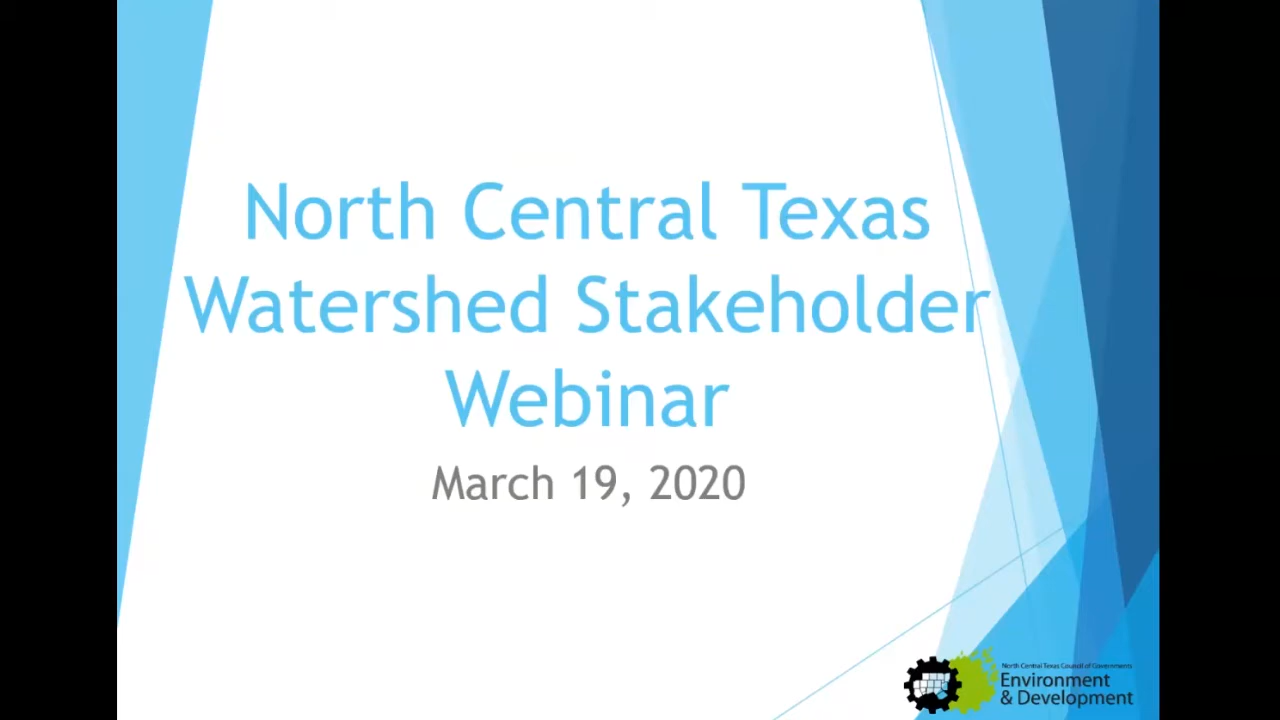 North Central Texas
Watershed Stakeholder
Webinar
March 19, 2020
North Central Texas Council of Governments
Environment
& Development